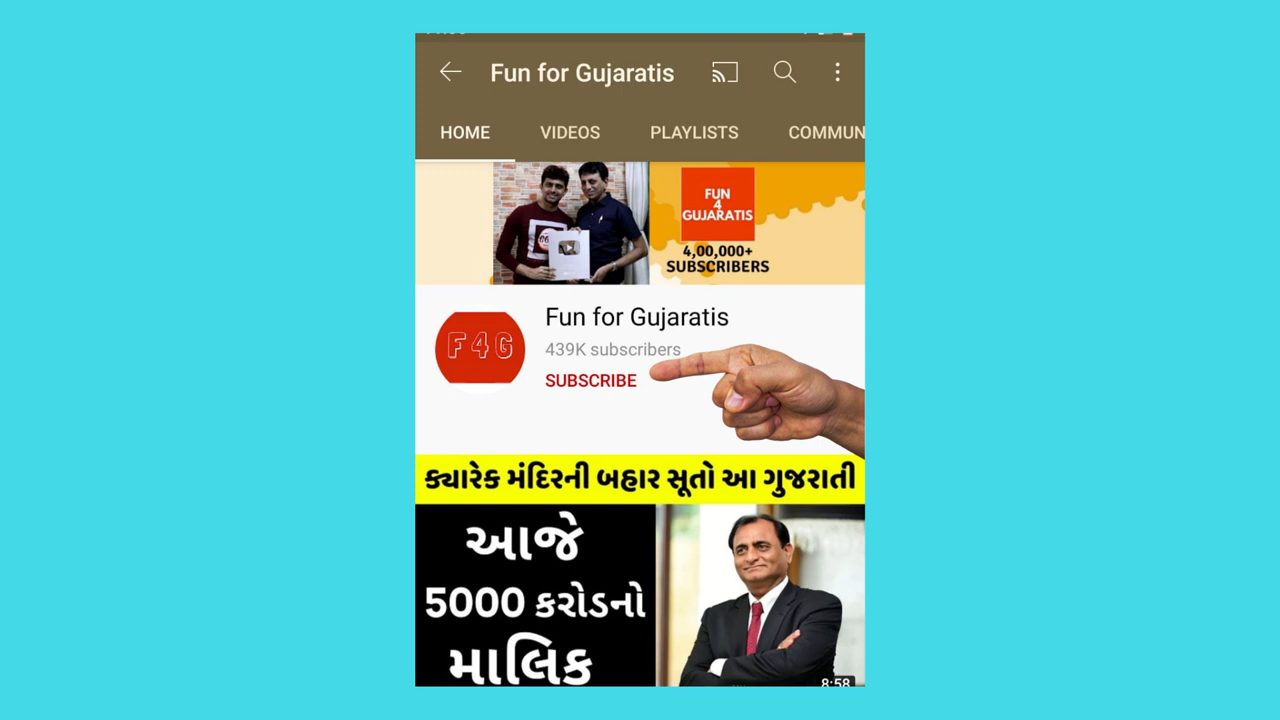 Fun for Gujaratis
HOME VIDEOS PLAYLISTS COMMUN
FUN
4
GUJARATIS
4,00,000+
SUBSCRIBERS
F4G
Fun for Gujaratis
439K subscribers
SUBSCRIBE
ક્યારેક મંદિરની બહાર સૂતો આ ગુજરાતી
આજે
5000 કરોડનો
માલિક
8:58